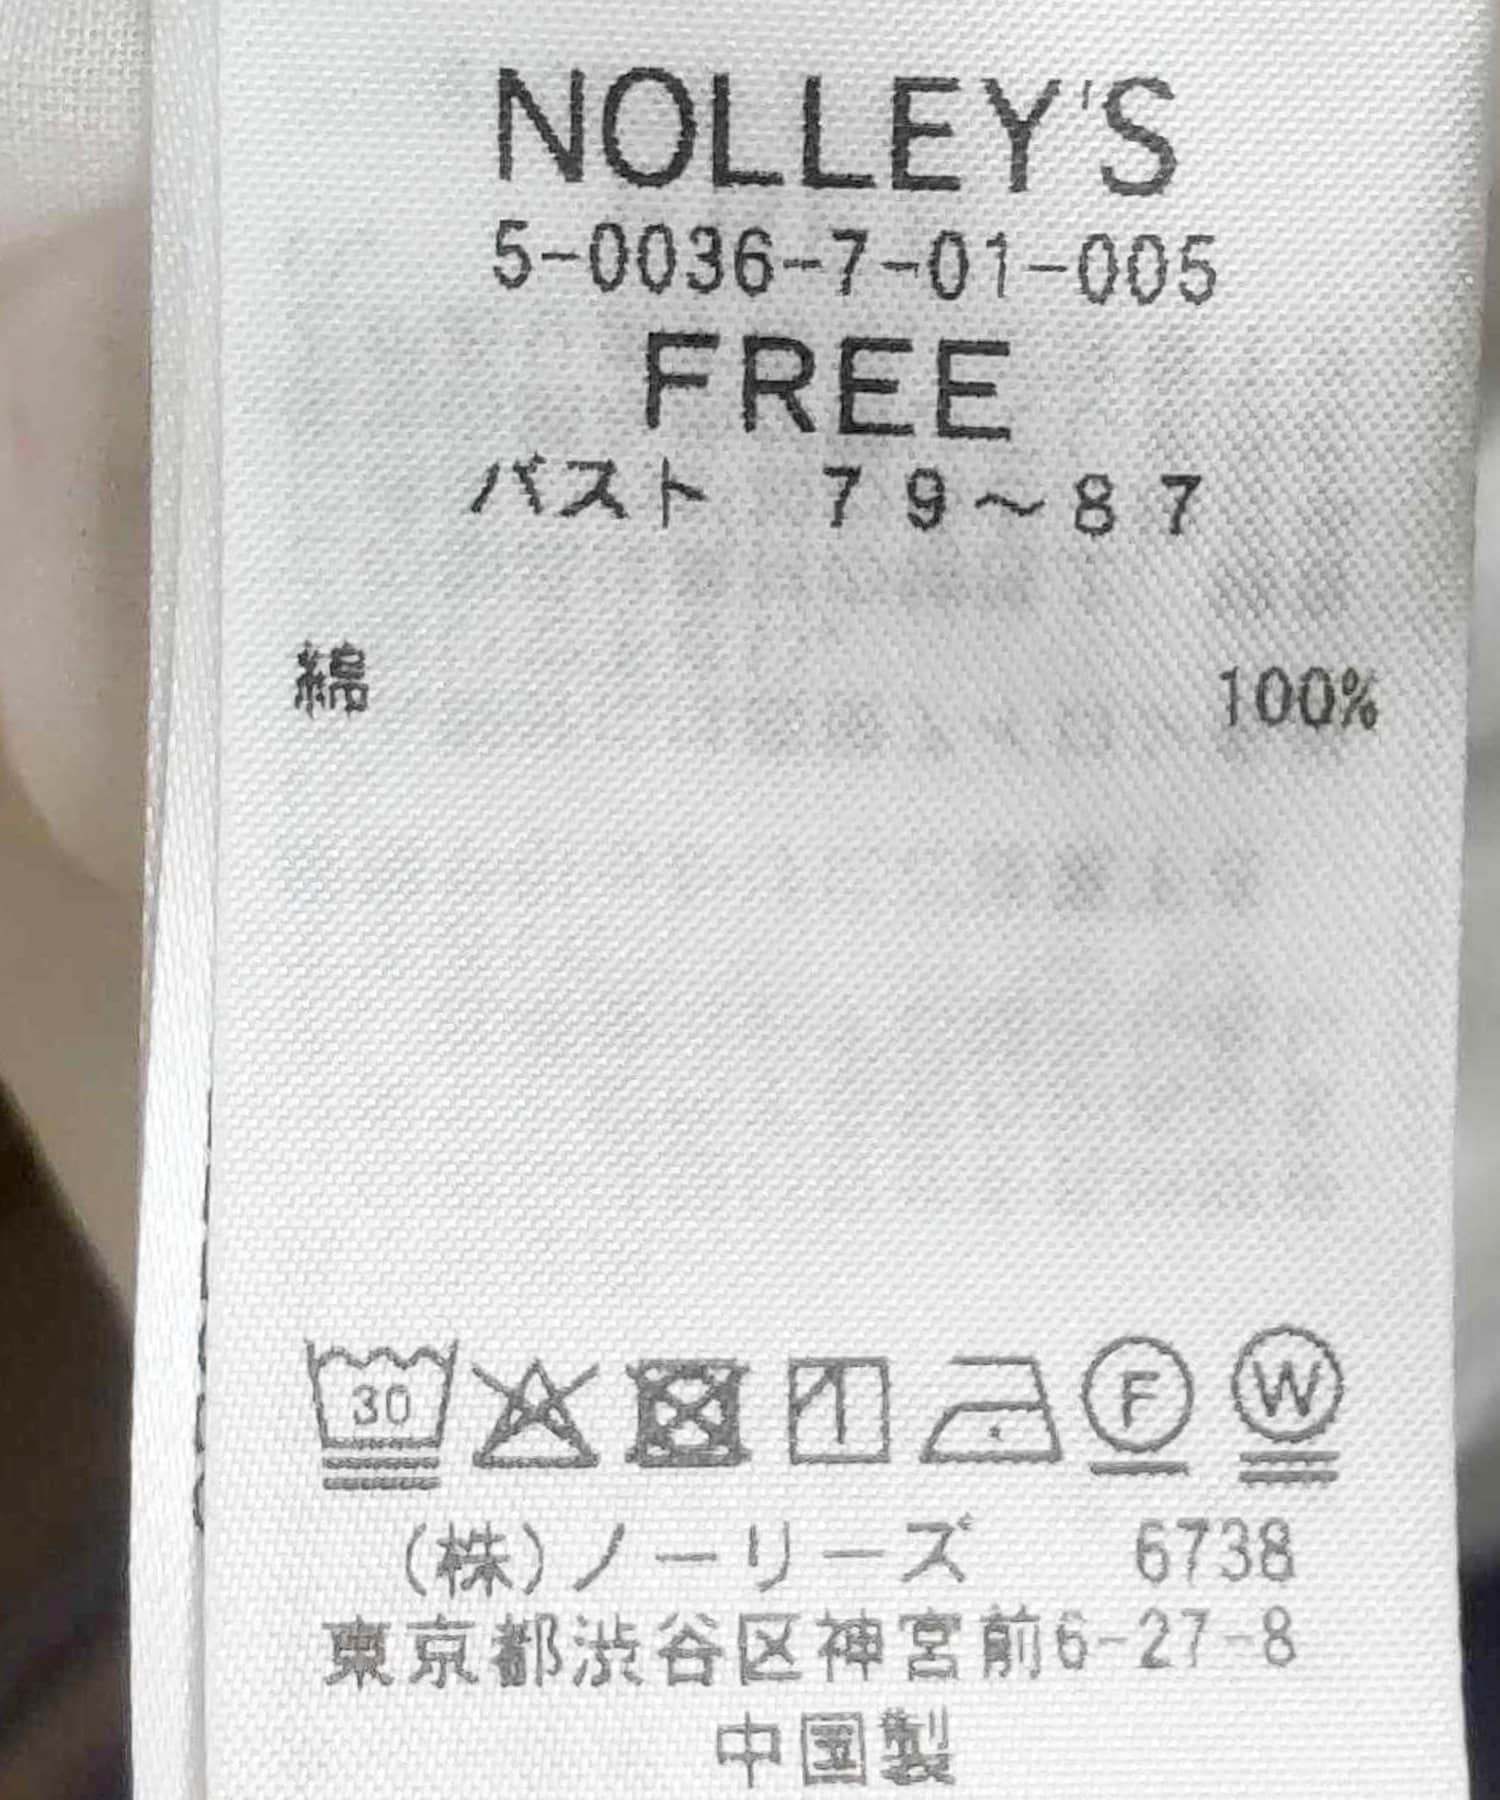 NOLLEY'S
5-0036-7-01-005
FREE
バスト 79～87
綿 100%
30
F W
(株)ノーリーズ 6738
東京都渋谷区神宮前6-27-8
中国製